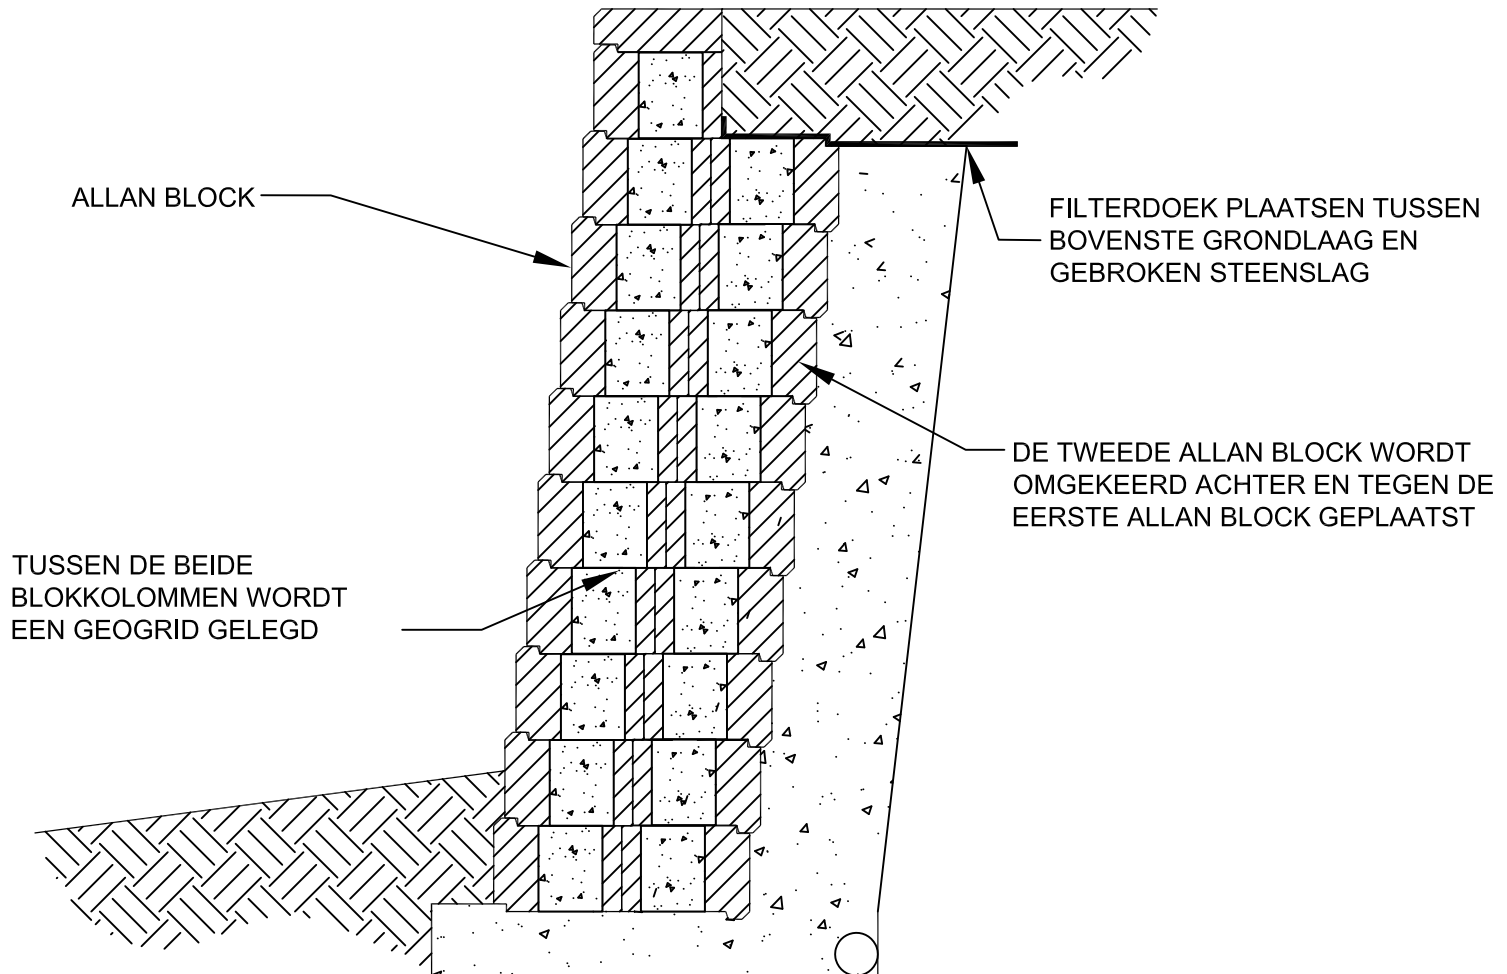 ALLAN BLOCK
FILTERDOEK PLAATSEN TUSSEN
BOVENSTE GRONDLAAG EN
GEBROKEN STEENSLAG
DE TWEEDE ALLAN BLOCK WORDT
OMGEKEERD ACHTER EN TEGEN DE
EERSTE ALLAN BLOCK GEPLAATST
TUSSEN DE BEIDE
BLOKKOLOMMEN WORDT
EEN GEOGRID GELEGD